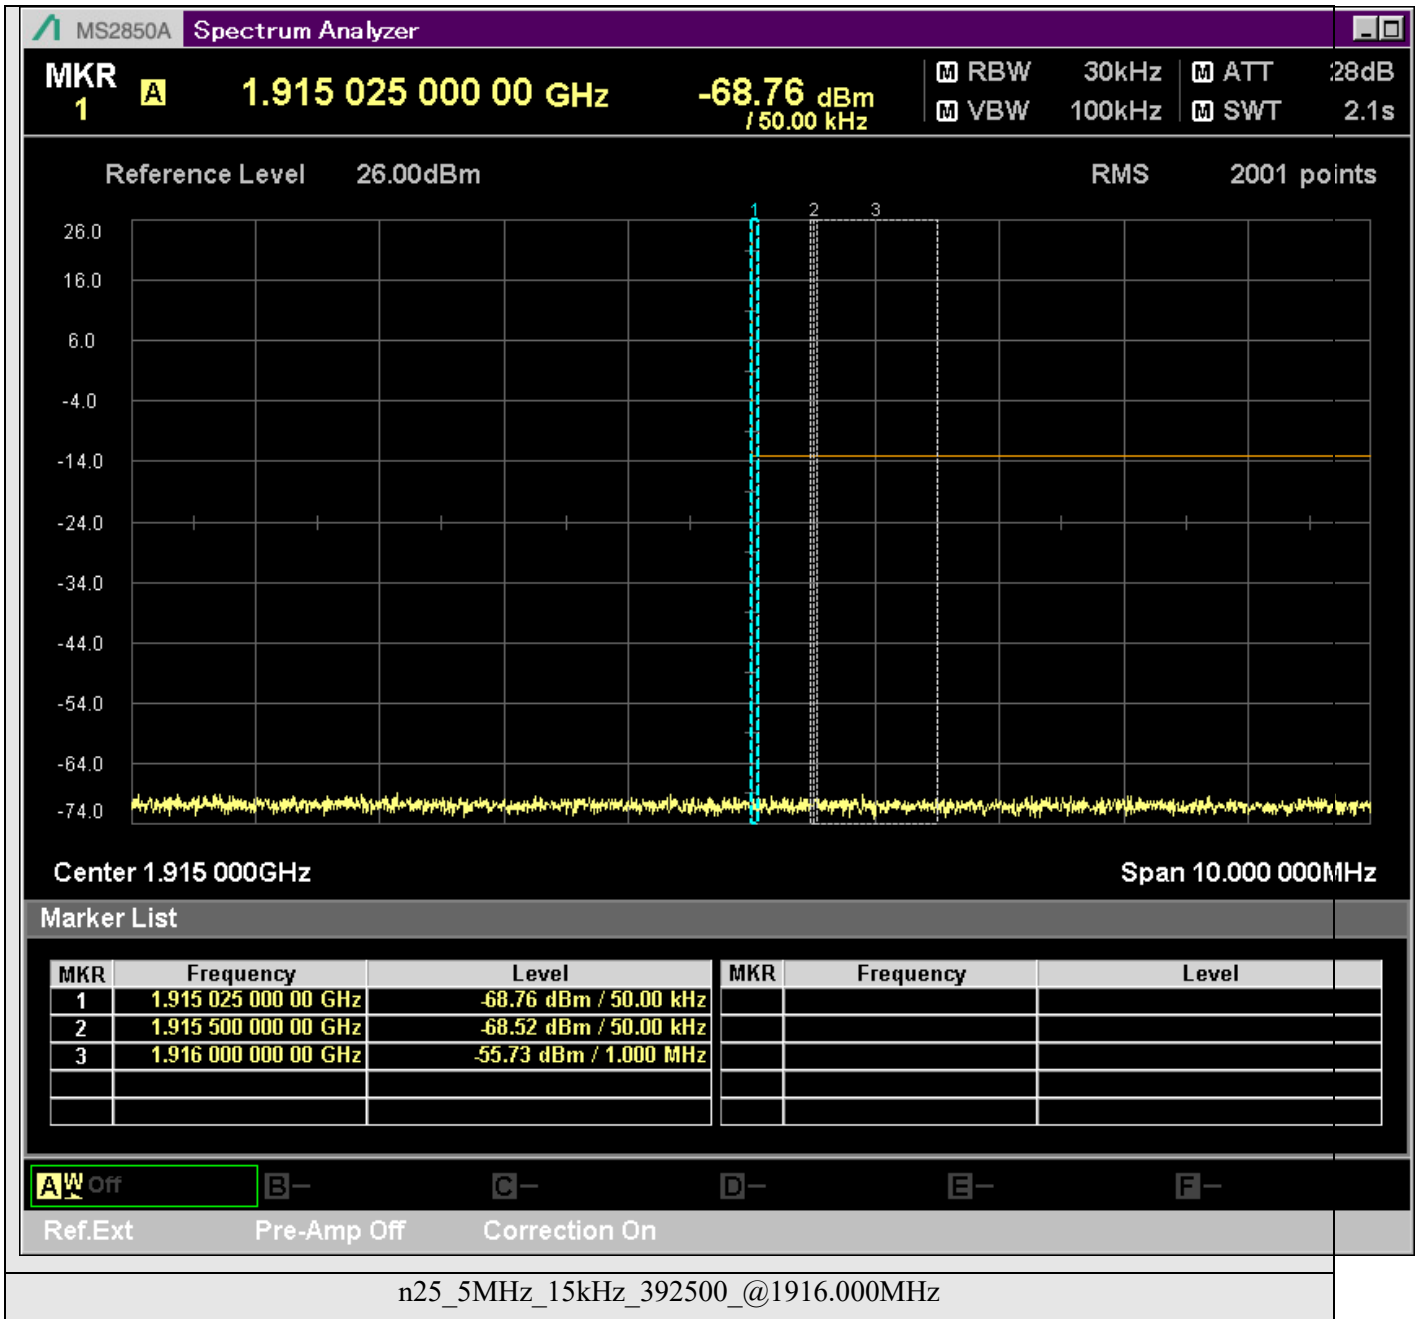 MS2850A Spectrum Analyzer
MKR 1 A 1.915 025 000 00 GHz -68.76 dBm / 50.00 kHz
M RBW 30kHz M ATT 28dB
M VBW 100kHz M SWT 2.1s
Reference Level 26.00dBm RMS 2001 points
1 2 3
26.0
16.0
6.0
-4.0
-14.0
-24.0
-34.0
-44.0
-54.0
-64.0
-74.0
Center 1.915 000GHz Span 10.000 000MHz
Marker List
MKR Frequency Level MKR Frequency Level
1 1.915 025 000 00 GHz -68.76 dBm / 50.00 kHz
2 1.915 500 000 00 GHz -68.52 dBm / 50.00 kHz
3 1.916 000 000 00 GHz -55.73 dBm / 1.000 MHz
A W Off B – C – D – E – F –
Ref.Ext Pre-Amp Off Correction On
n25_5MHz_15kHz_392500_@1916.000MHz